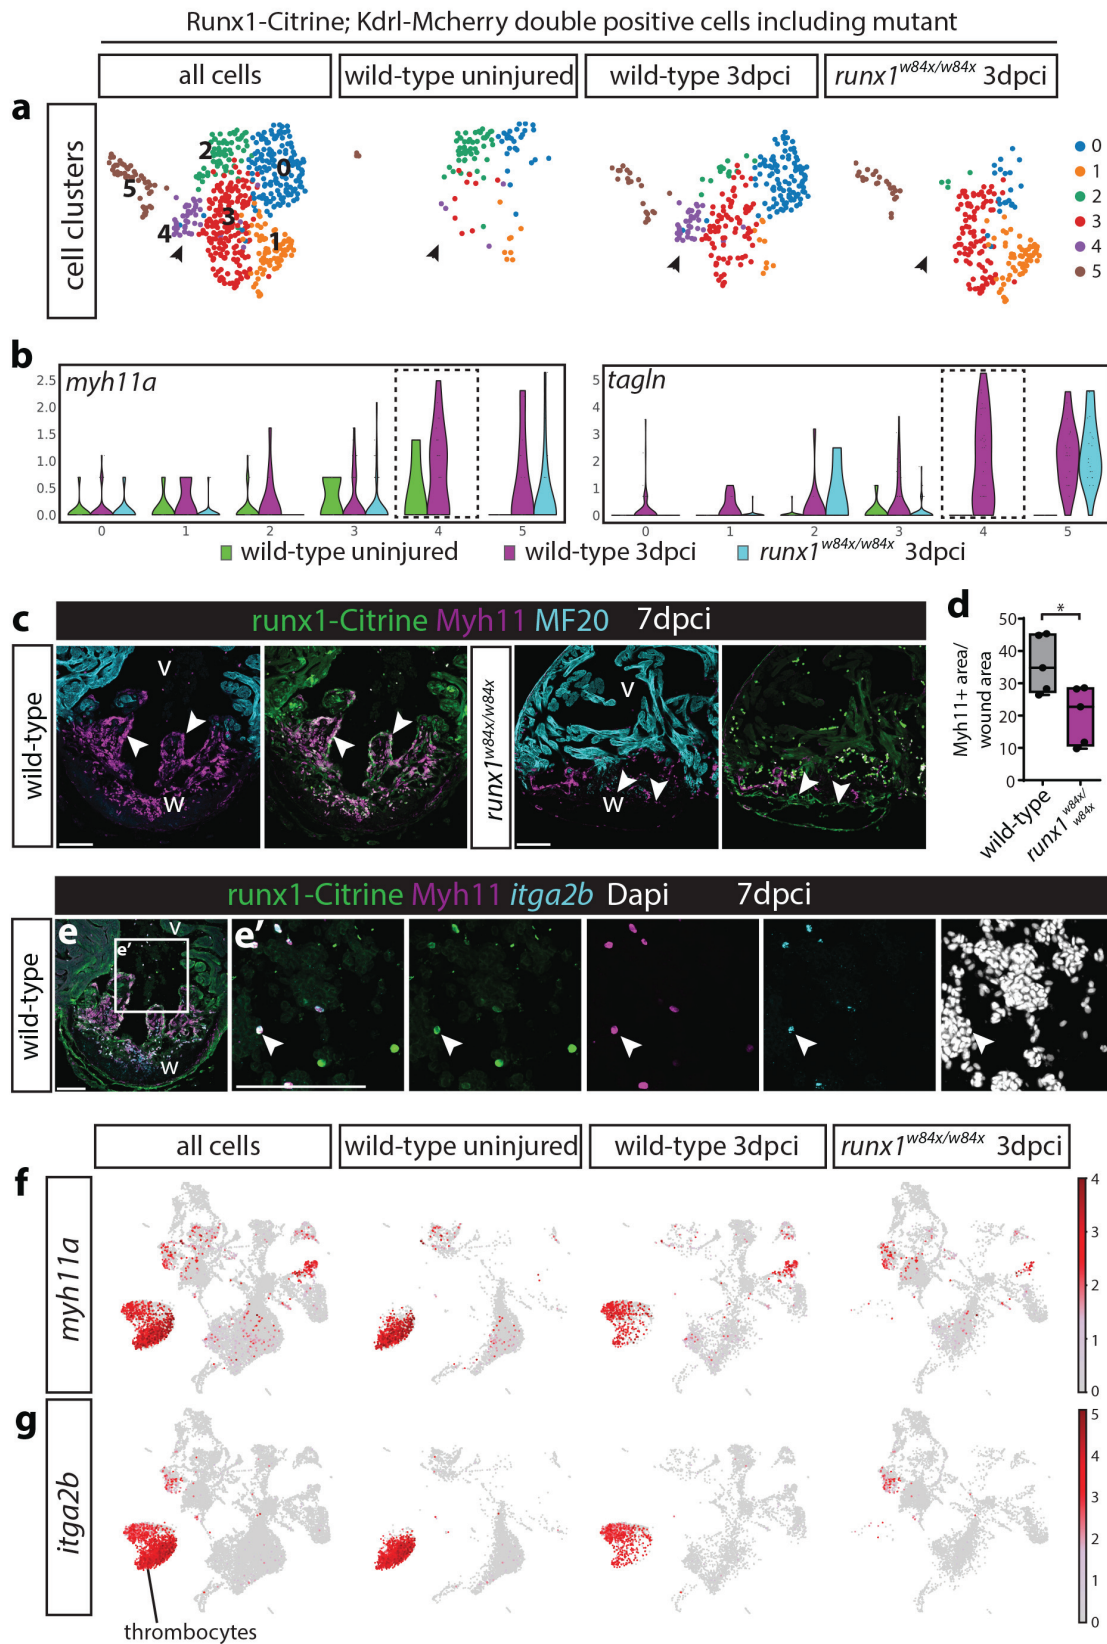 Runx1-Citrine; Kdrl-Mcherry double positive cells including mutant
all cells
wild-type uninjured
wild-type 3dpci
runx1w84x/w84x 3dpci
a
cell clusters
2
0
5
3
4
1
0
1
2
3
4
5
b
myh11a
2.5
2.0
1.5
1.0
0.5
0.0
0 1 2 3 4 5
tagln
5
4
3
2
1
0
0 1 2 3 4 5
wild-type uninjured
wild-type 3dpci
runx1w84x/w84x 3dpci
c
runx1-Citrine Myh11 MF20 7dpci
wild-type
v
w
runx1w84x/w84x
v
w
d
Myh11+ area/
wound area
50
40
30
20
10
0
*
wild-type
runx1w84x/
w84x
runx1-Citrine Myh11 itga2b Dapi 7dpci
wild-type
e
v
e'
w
e'
all cells
wild-type uninjured
wild-type 3dpci
runx1w84x/w84x 3dpci
f
myh11a
4
3
2
1
0
g
itga2b
5
4
3
2
1
0
thrombocytes